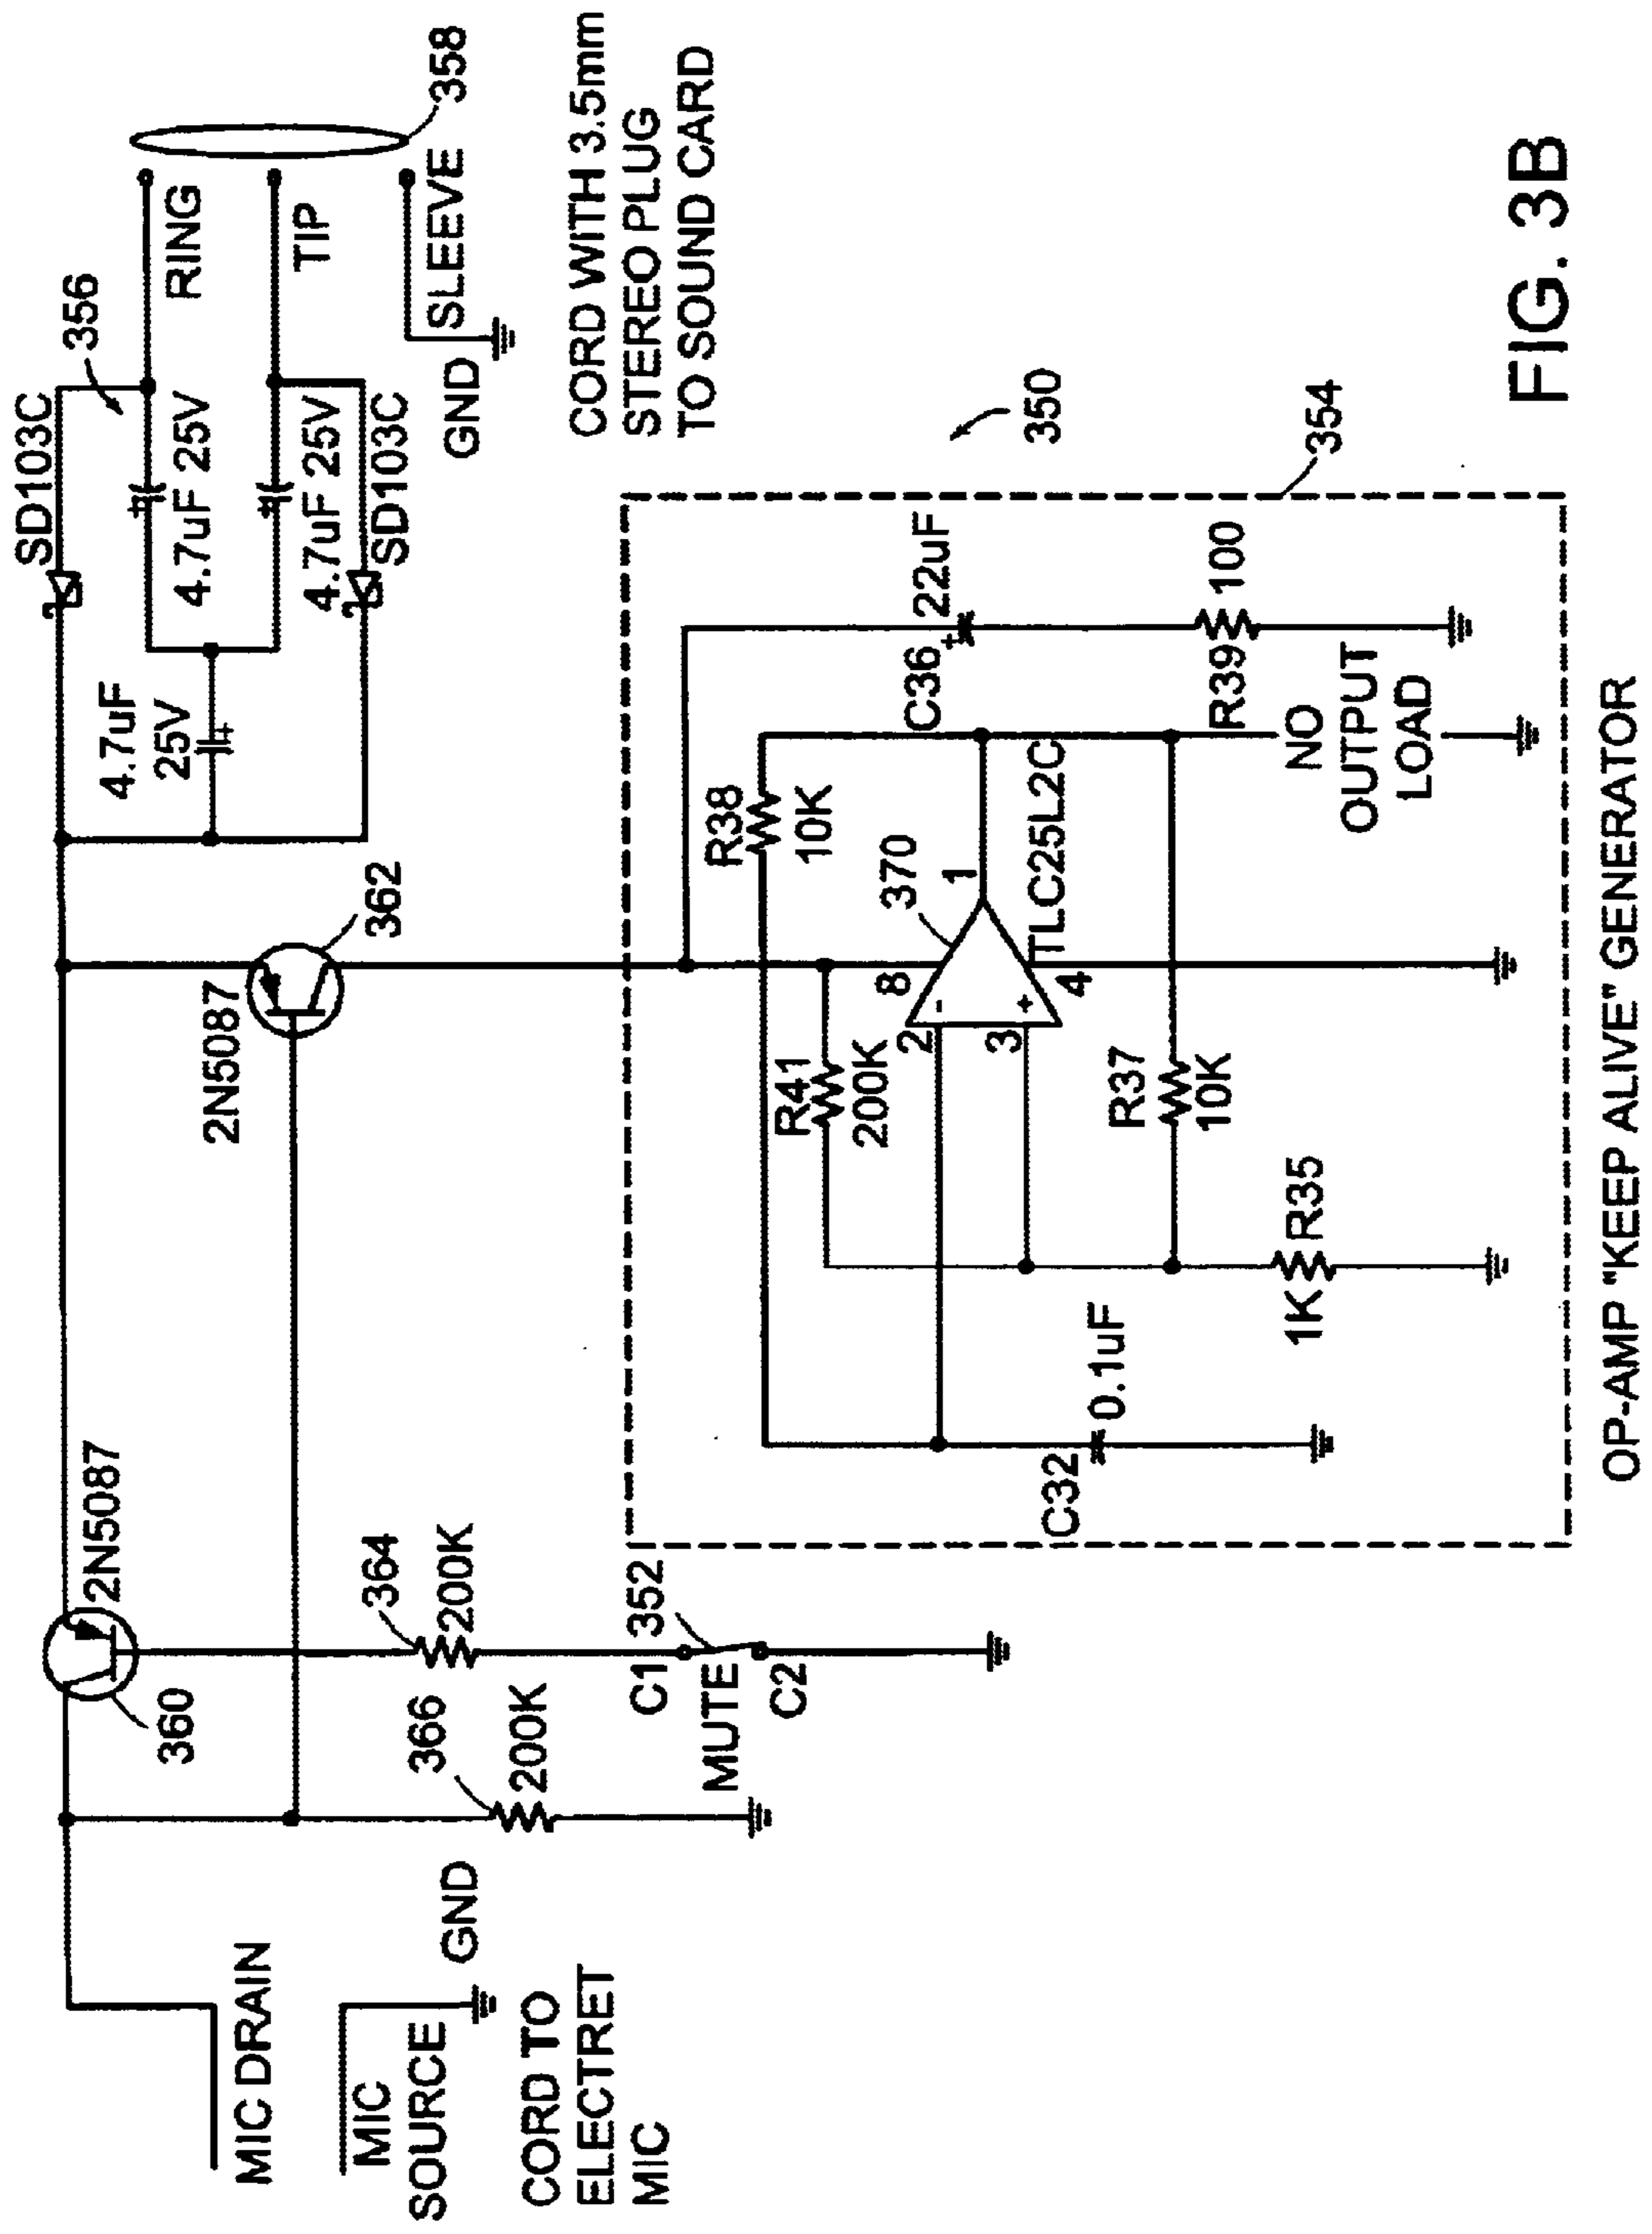 MIC DRAIN
MIC
SOURCE
GND
CORD TO
ELECTRET
MIC
360
2N5087
366
200K
364
200K
C1
352
MUTE
C2
2N5087
362
4.7uF
25V
SD103C
356
4.7uF 25V
4.7uF 25V
SD103C
RING
TIP
SLEEVE
GND
358
CORD WITH 3.5mm
STEREO PLUG
TO SOUND CARD
350
354
R38
10K
C36
22uF
R41
200K
370
8
1
2
-
3
+
4
TLC25L2C
R37
10K
R39
100
C32
0.1uF
1K
R35
NO
OUTPUT
LOAD
OP-AMP "KEEP ALIVE" GENERATOR
FIG. 3B